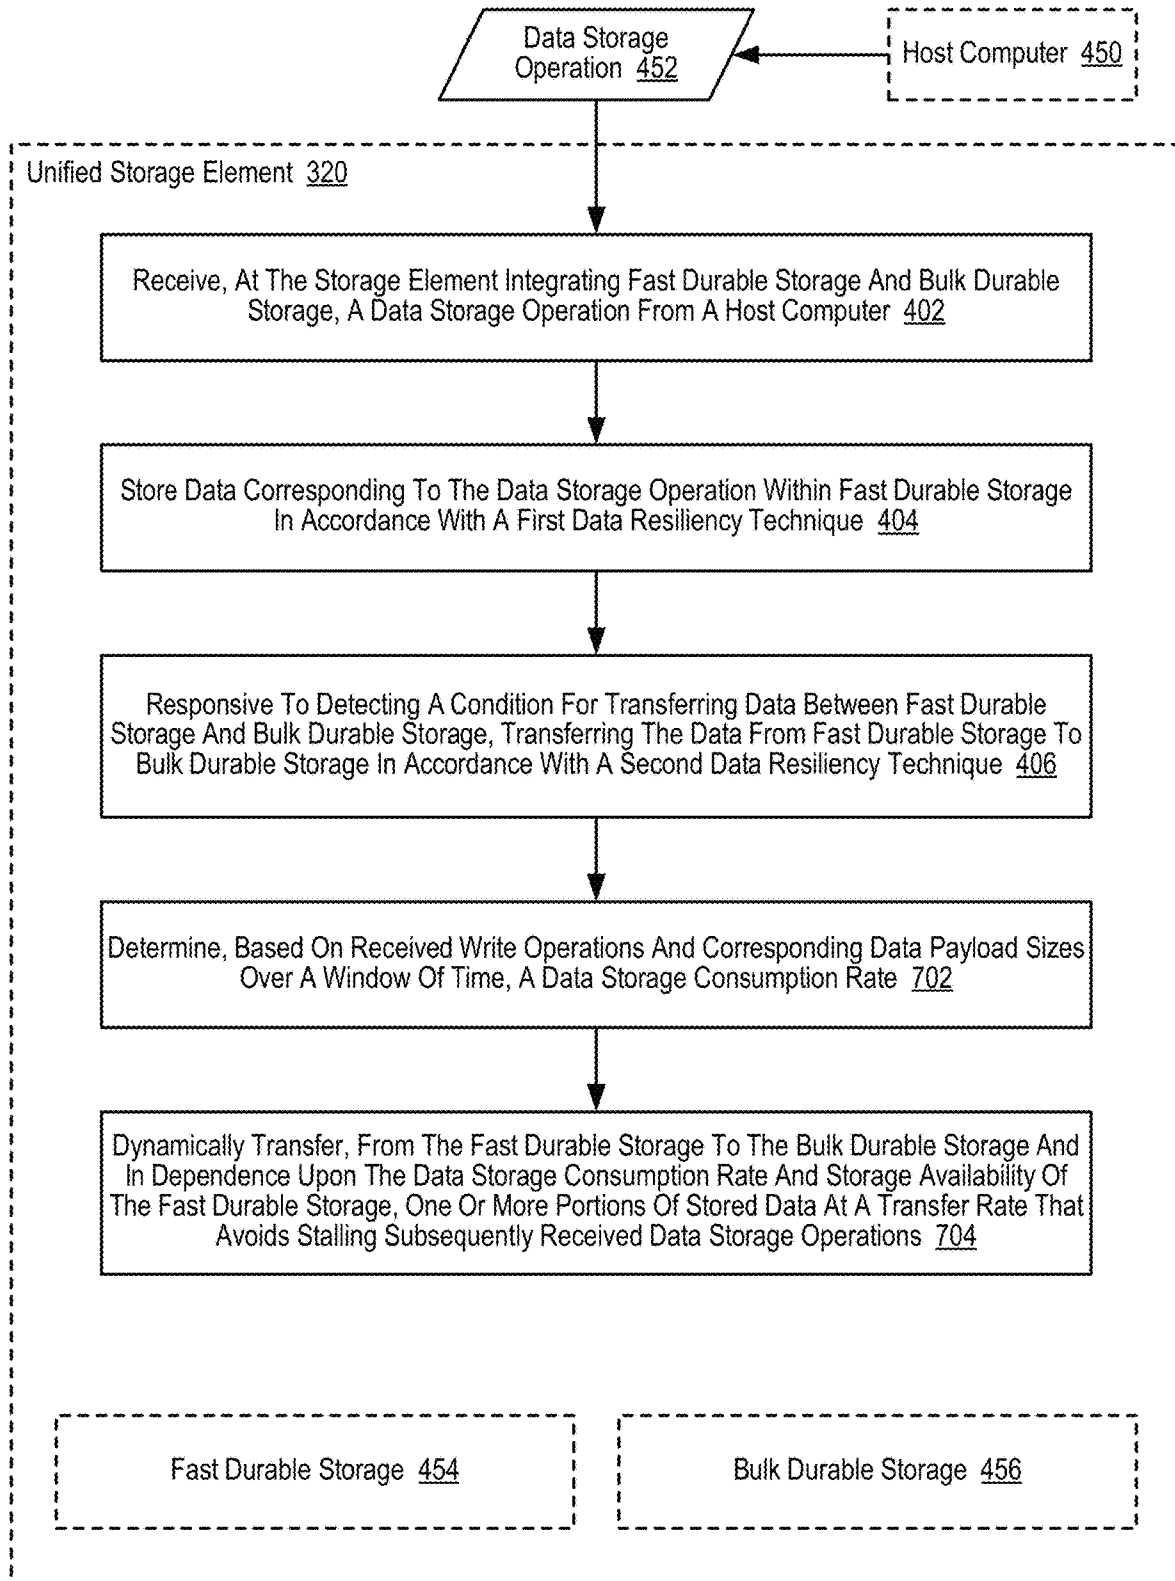 Data Storage
Operation 452
Host Computer 450
Unified Storage Element 320
Receive, At The Storage Element Integrating Fast Durable Storage And Bulk Durable
Storage, A Data Storage Operation From A Host Computer 402
Store Data Corresponding To The Data Storage Operation Within Fast Durable Storage
In Accordance With A First Data Resiliency Technique 404
Responsive To Detecting A Condition For Transferring Data Between Fast Durable
Storage And Bulk Durable Storage, Transferring The Data From Fast Durable Storage To
Bulk Durable Storage In Accordance With A Second Data Resiliency Technique 406
Determine, Based On Received Write Operations And Corresponding Data Payload Sizes
Over A Window Of Time, A Data Storage Consumption Rate 702
Dynamically Transfer, From The Fast Durable Storage To The Bulk Durable Storage And
In Dependence Upon The Data Storage Consumption Rate And Storage Availability Of
The Fast Durable Storage, One Or More Portions Of Stored Data At A Transfer Rate That
Avoids Stalling Subsequently Received Data Storage Operations 704
Fast Durable Storage 454
Bulk Durable Storage 456